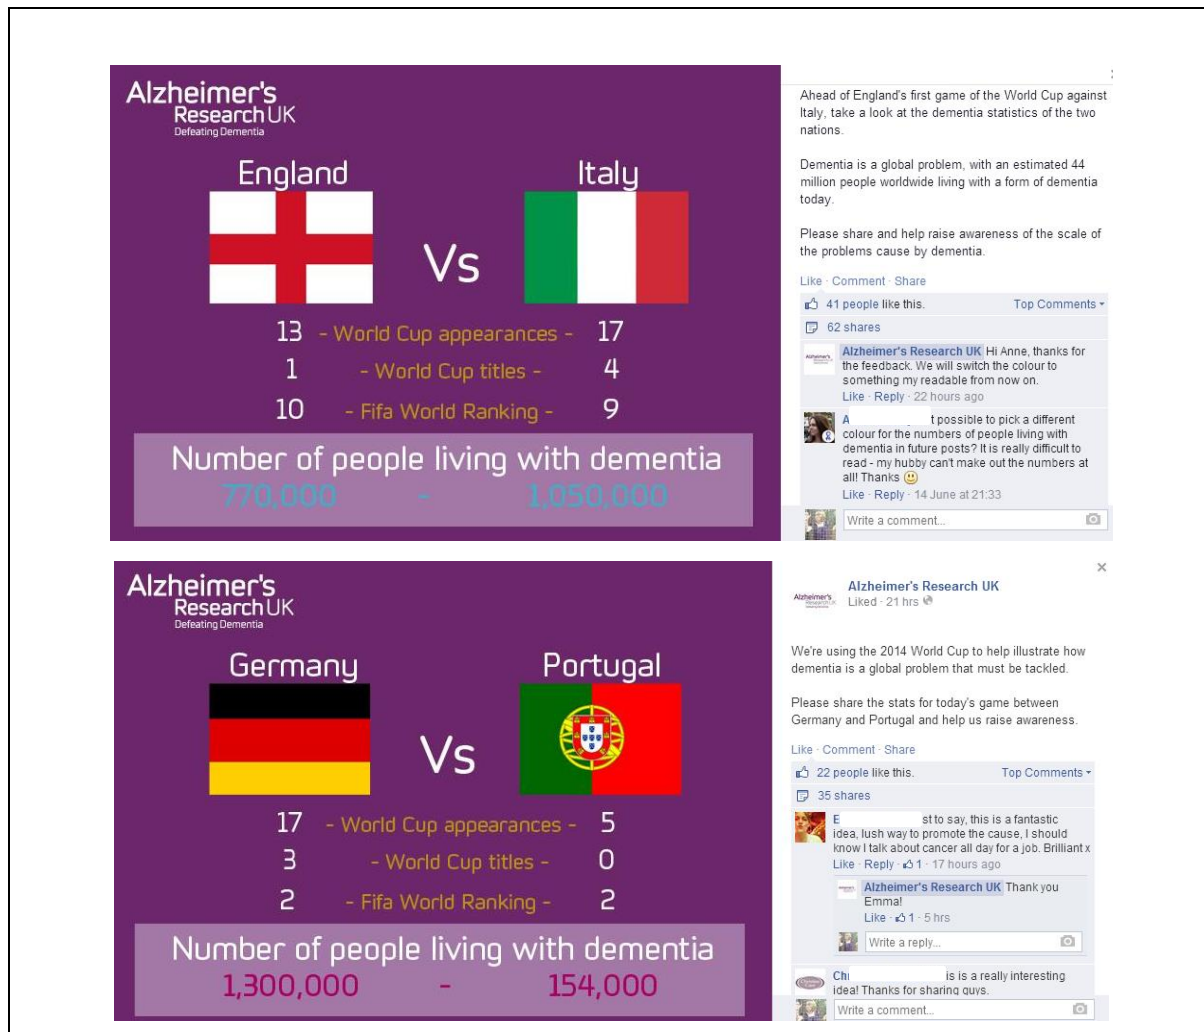 Alzheimer's
Research UK
Defeating Dementia
England
Italy
Vs
13 - World Cup appearances - 17
1 - World Cup titles - 4
10 - Fifa World Ranking - 9
Number of people living with dementia
770,000 - 1,050,000
Ahead of England's first game of the World Cup against
Italy, take a look at the dementia statistics of the two
nations.
Dementia is a global problem, with an estimated 44
million people worldwide living with a form of dementia
today.
Please share and help raise awareness of the scale of
the problems cause by dementia.
Like · Comment · Share
41 people like this. Top Comments
62 shares
Alzheimer's Research UK Hi Anne, thanks for
the feedback. We will switch the colour to
something my readable from now on.
Like · Reply · 22 hours ago
A t possible to pick a different
colour for the numbers of people living with
dementia in future posts? It is really difficult to
read - my hubby can't make out the numbers at
all! Thanks
Like · Reply · 14 June at 21:33
Write a comment...
Alzheimer's
Research UK
Defeating Dementia
Germany
Portugal
Vs
17 - World Cup appearances - 5
3 - World Cup titles - 0
2 - Fifa World Ranking - 2
Number of people living with dementia
1,300,000 - 154,000
×
Alzheimer's Research UK
Liked · 21 hrs
We're using the 2014 World Cup to help illustrate how
dementia is a global problem that must be tackled.
Please share the stats for today's game between
Germany and Portugal and help us raise awareness.
Like · Comment · Share
22 people like this. Top Comments
35 shares
E st to say, this is a fantastic
idea, lush way to promote the cause, I should
know I talk about cancer all day for a job. Brilliant x
Like · Reply · 1 · 17 hours ago
Alzheimer's Research UK Thank you
Emma!
Like · 1 · 5 hrs
Write a reply...
Ch is is a really interesting
idea! Thanks for sharing guys.
Write a comment...